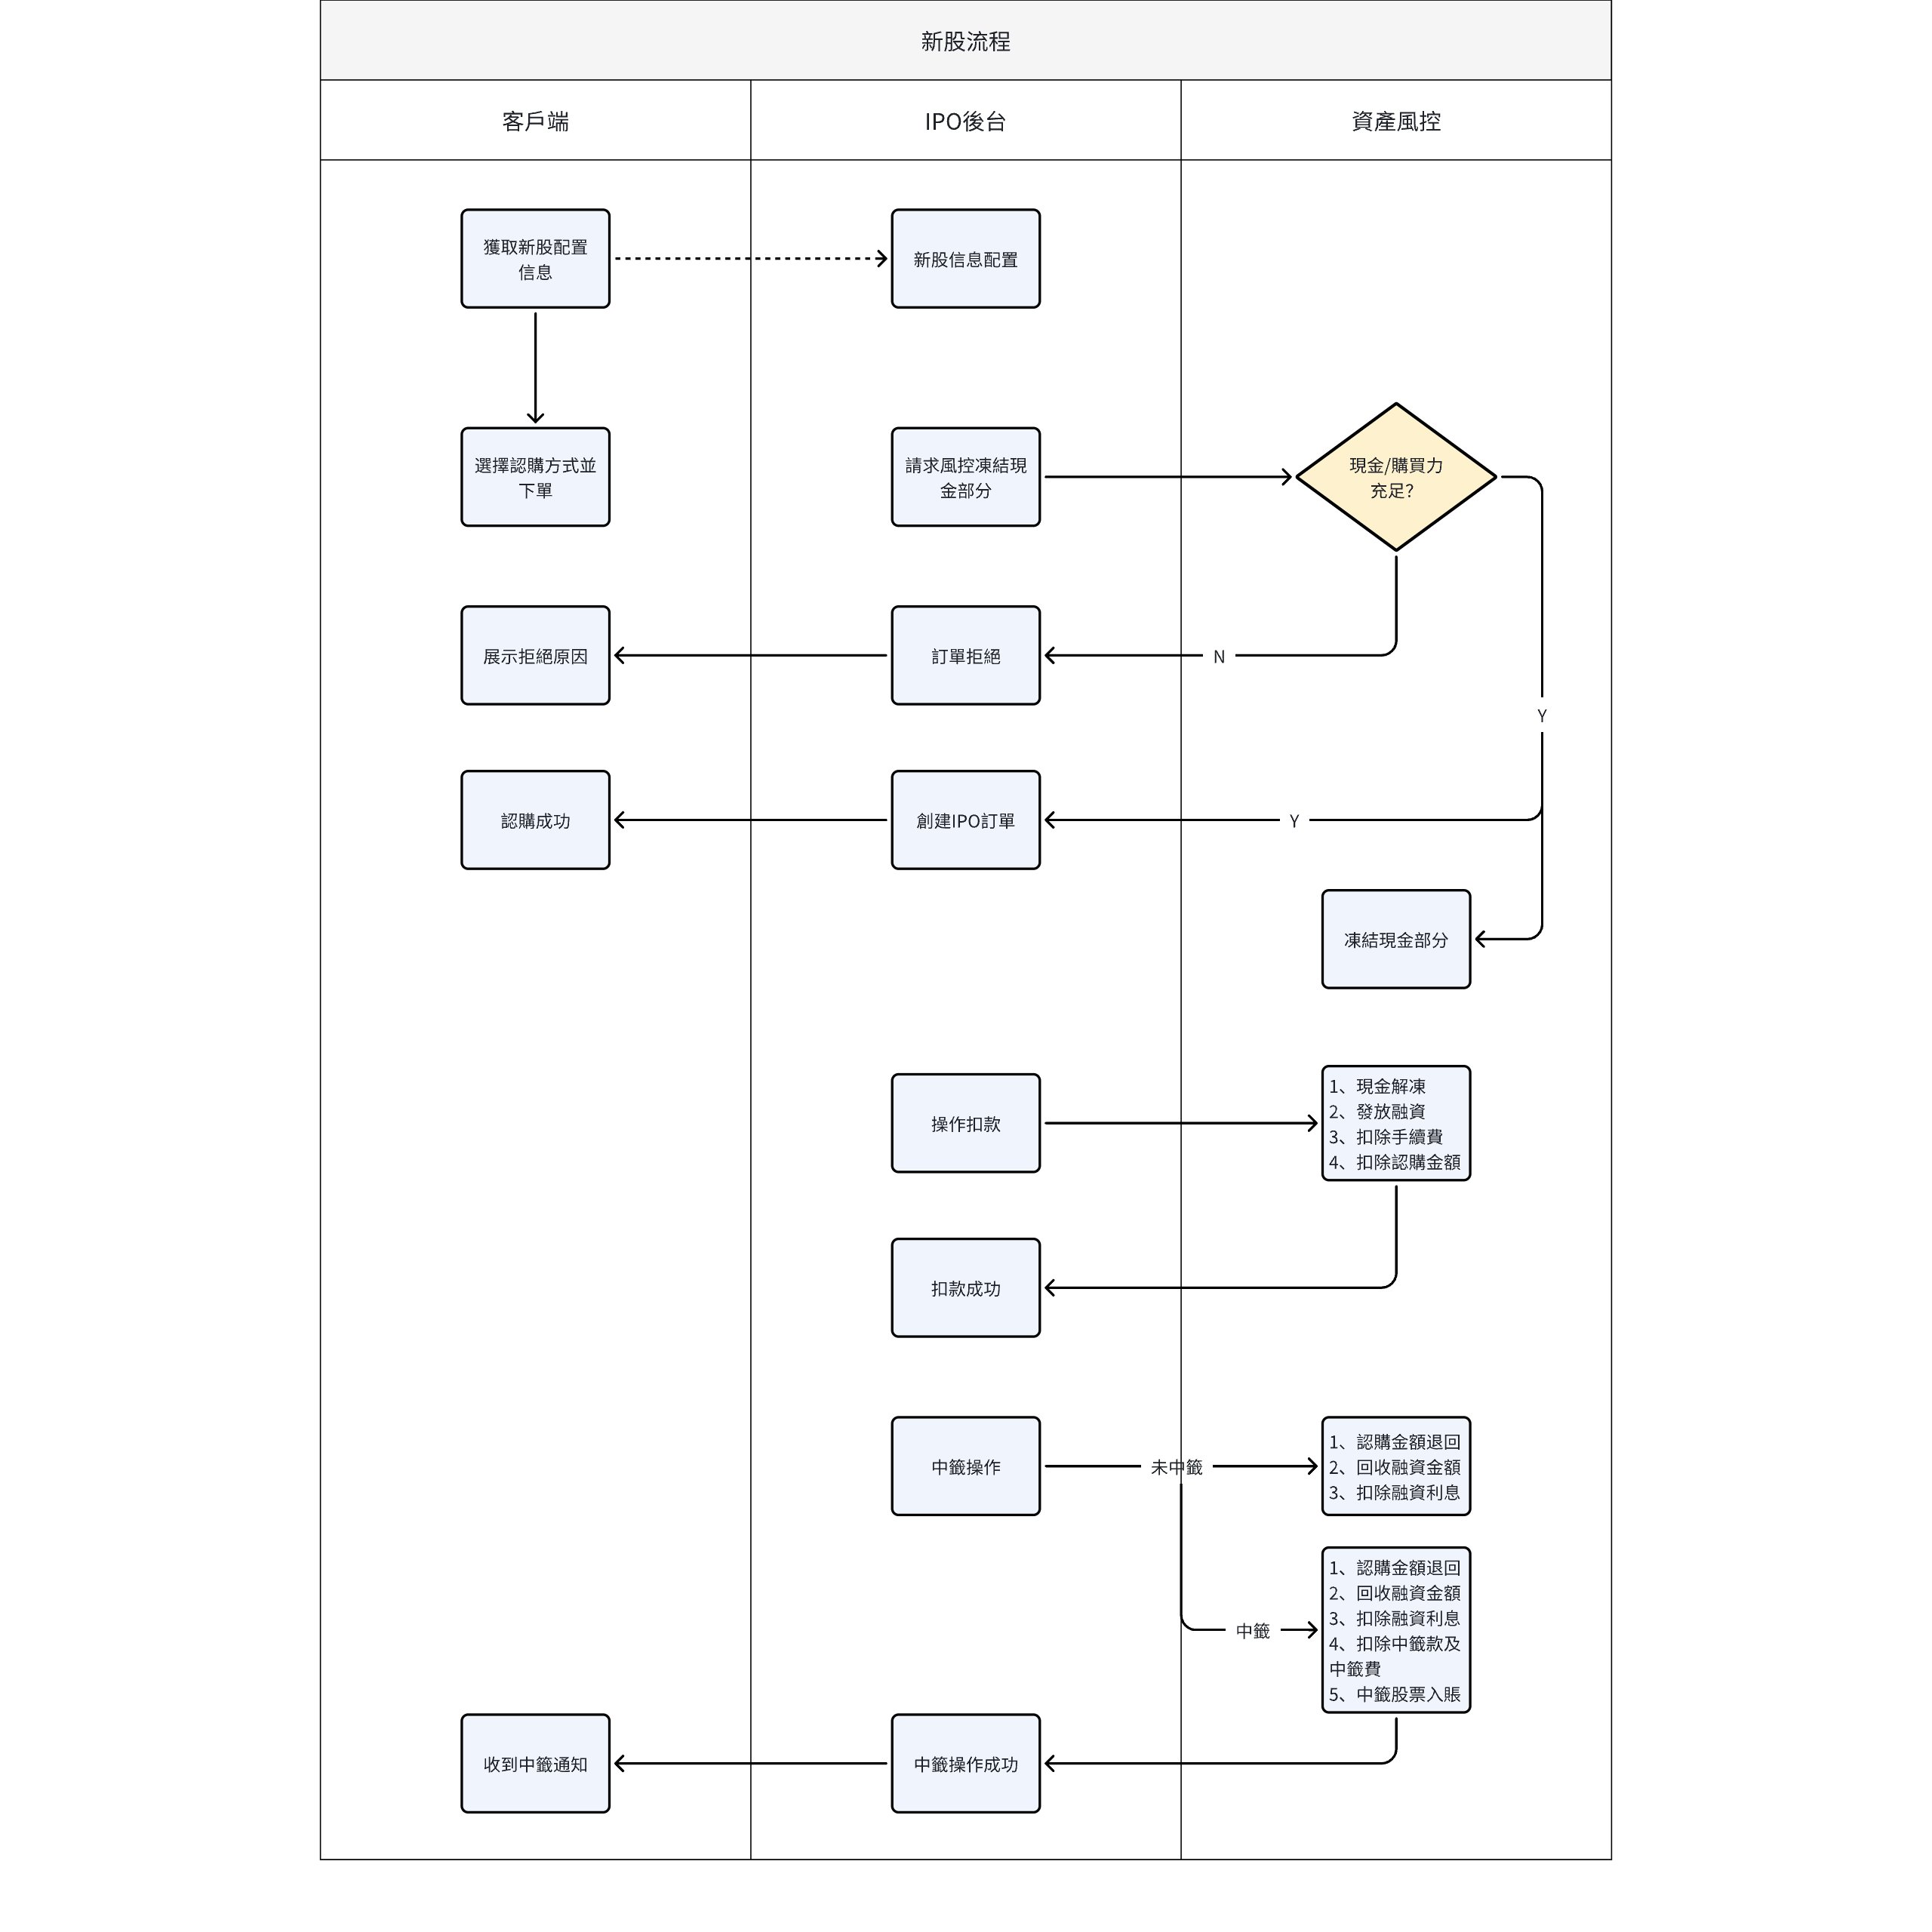 新股流程
客戶端
IPO後台
資產風控
獲取新股配置
信息
新股信息配置
選擇認購方式並
下單
請求風控凍結現
金部分
現金/購買力
充足?
展示拒絕原因
訂單拒絕
N
Y
認購成功
創建IPO訂單
Y
凍結現金部分
操作扣款
1、現金解凍
2、發放融資
3、扣除手續費
4、扣除認購金額
扣款成功
中籤操作
未中籤
1、認購金額退回
2、回收融資金額
3、扣除融資利息
中籤
1、認購金額退回
2、回收融資金額
3、扣除融資利息
4、扣除中籤款及
中籤費
5、中籤股票入賬
收到中籤通知
中籤操作成功